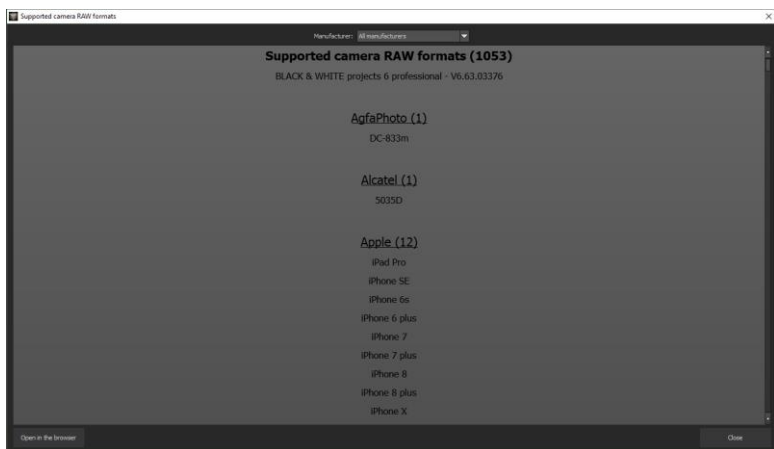 Supported camera RAW formats
Manufacturer: All manufacturers
Supported camera RAW formats (1053)
BLACK & WHITE projects 6 professional - V6.63.03376
AgfaPhoto (1)
DC-833m
Alcatel (1)
5035D
Apple (12)
iPad Pro
iPhone SE
iPhone 6s
iPhone 6 plus
iPhone 7
iPhone 7 plus
iPhone 8
iPhone 8 plus
iPhone X
Open in the browser
Close